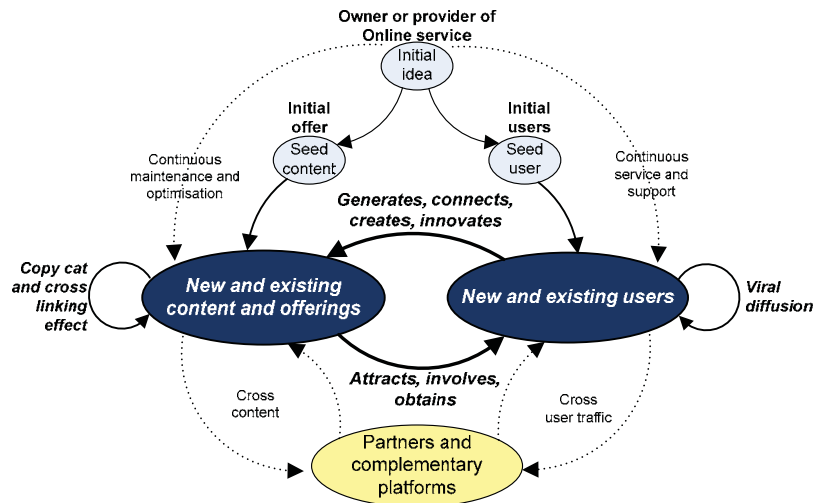 Owner or provider of
Online service
Initial
idea
Initial
offer
Initial
users
Seed
content
Seed
user
Continuous
maintenance and
optimisation
Continuous
service and
support
Generates, connects,
creates, innovates
Copy cat
and cross
linking
effect
New and existing
content and offerings
New and existing users
Viral
diffusion
Attracts, involves,
obtains
Cross
content
Cross
user traffic
Partners and
complementary
platforms